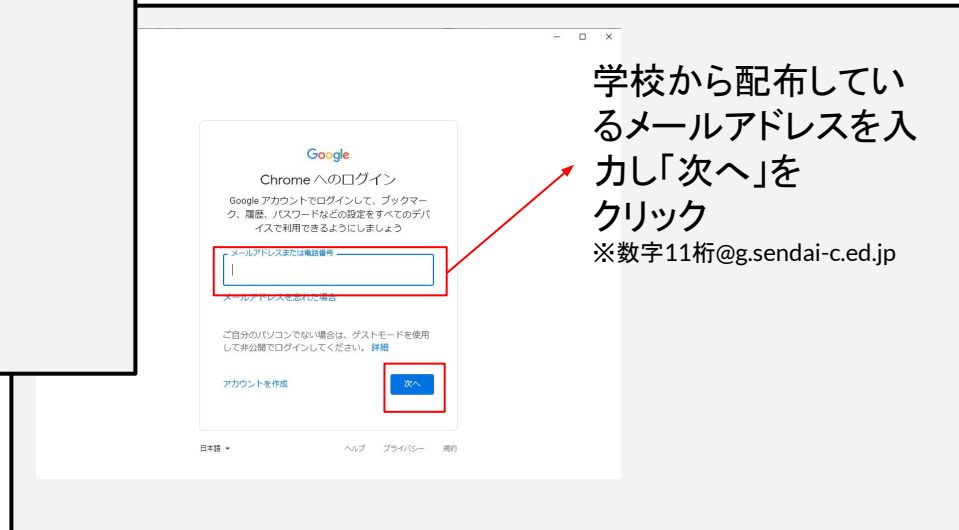 Google
Chrome へのログイン
Google アカウントでログインして、ブックマー
ク、履歴、パスワードなどの設定をすべてのデバ
イスで利用できるようにしましょう
メールアドレスまたは電話番号
メールアドレスを忘れた場合
ご自分のパソコンでない場合は、ゲストモードを使用
して非公開でログインしてください。 詳細
アカウントを作成
次へ
日本語
ヘルプ プライバシー 規約
学校から配布してい
るメールアドレスを入
力し「次へ」を
クリック
※数字11桁@g.sendai-c.ed.jp